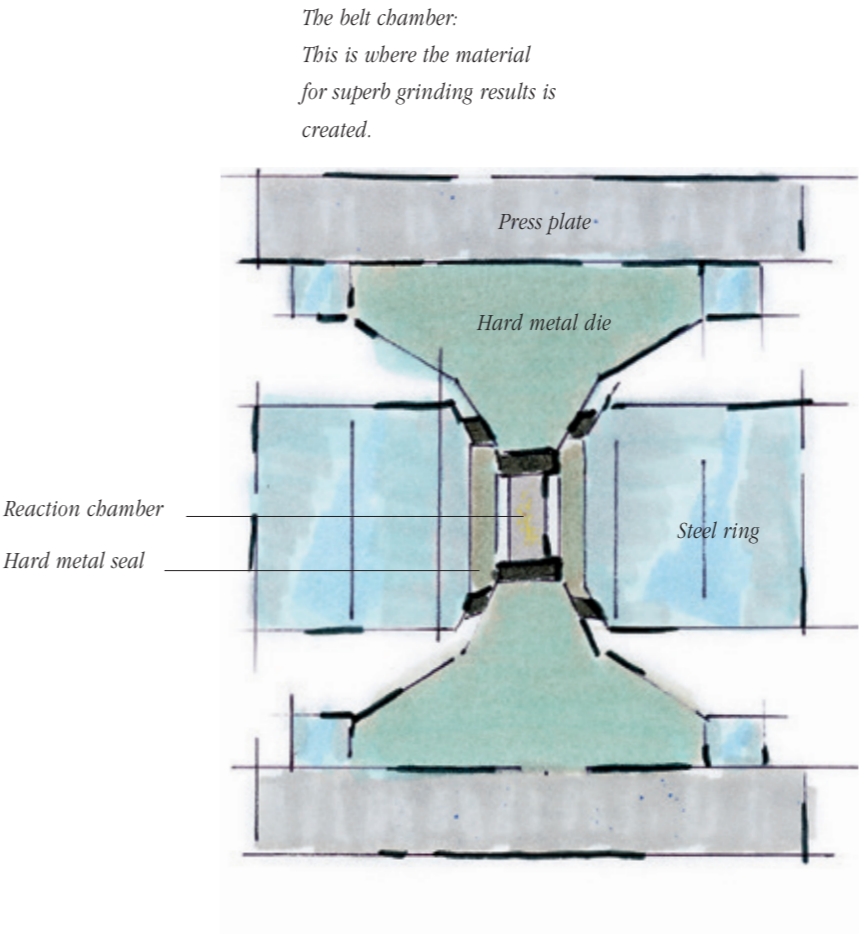 The belt chamber:
This is where the material
for superb grinding results is
created.
Press plate
Hard metal die
Reaction chamber
Steel ring
Hard metal seal